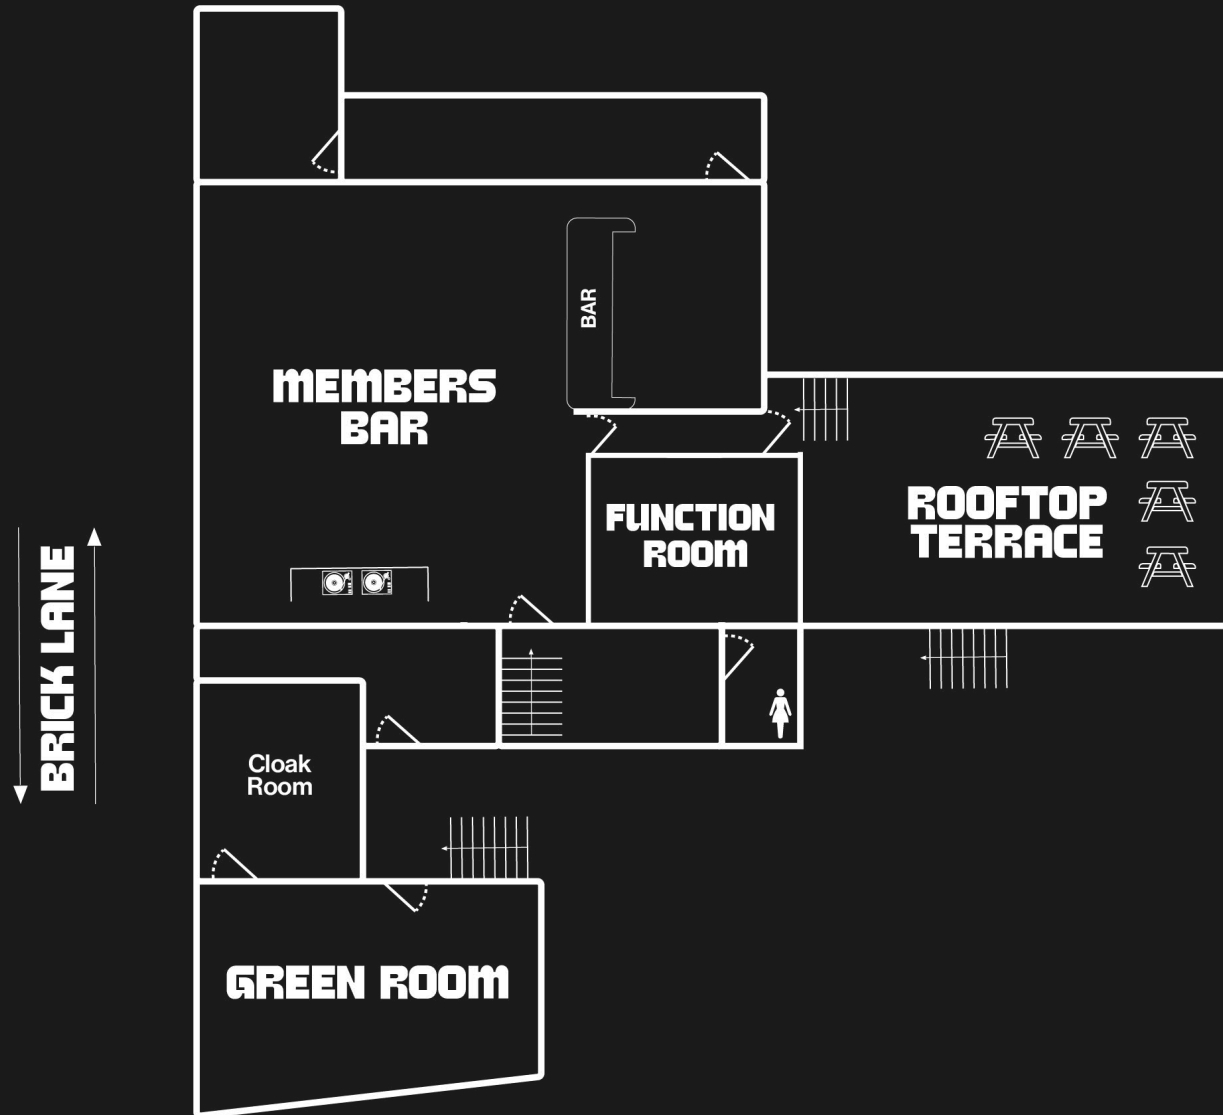 BAR
MEMBERS
BAR
FUNCTION
ROOM
ROOFTOP
TERRACE
BRICK LANE
Cloak
Room
GREEN ROOM